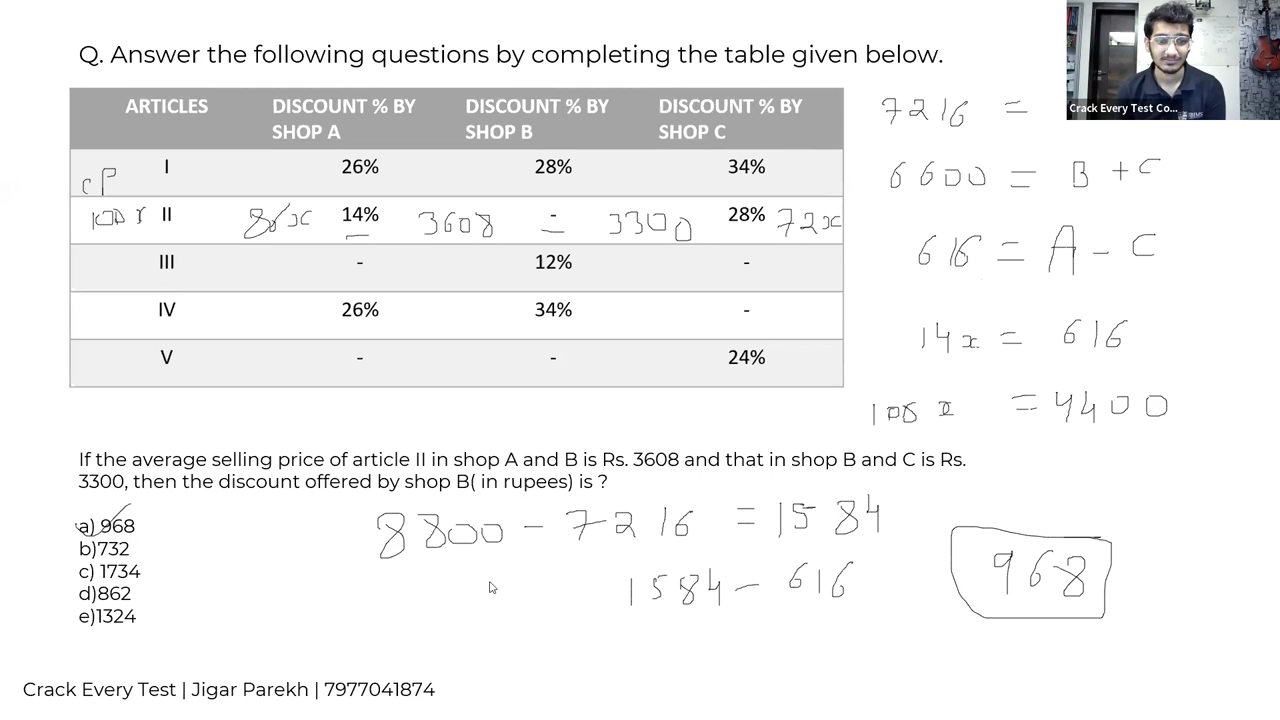 Q. Answer the following questions by completing the table given below.
ARTICLES DISCOUNT % BY SHOP A DISCOUNT % BY SHOP B DISCOUNT % BY SHOP C
I 26% 28% 34%
CP
100x II 86x 14% 3608 - 3300 28% 72x
III - 12% -
IV 26% 34% -
V - - 24%
7216 =
6600 = B + C
616 = A - C
14x = 616
100 x = 4400
Crack Every Test Co...
If the average selling price of article II in shop A and B is Rs. 3608 and that in shop B and C is Rs.
3300, then the discount offered by shop B( in rupees) is ?
a) 968
b)732
c) 1734
d)862
e)1324
8800 - 7216 = 1584
1584 - 616
968
Crack Every Test | Jigar Parekh | 7977041874